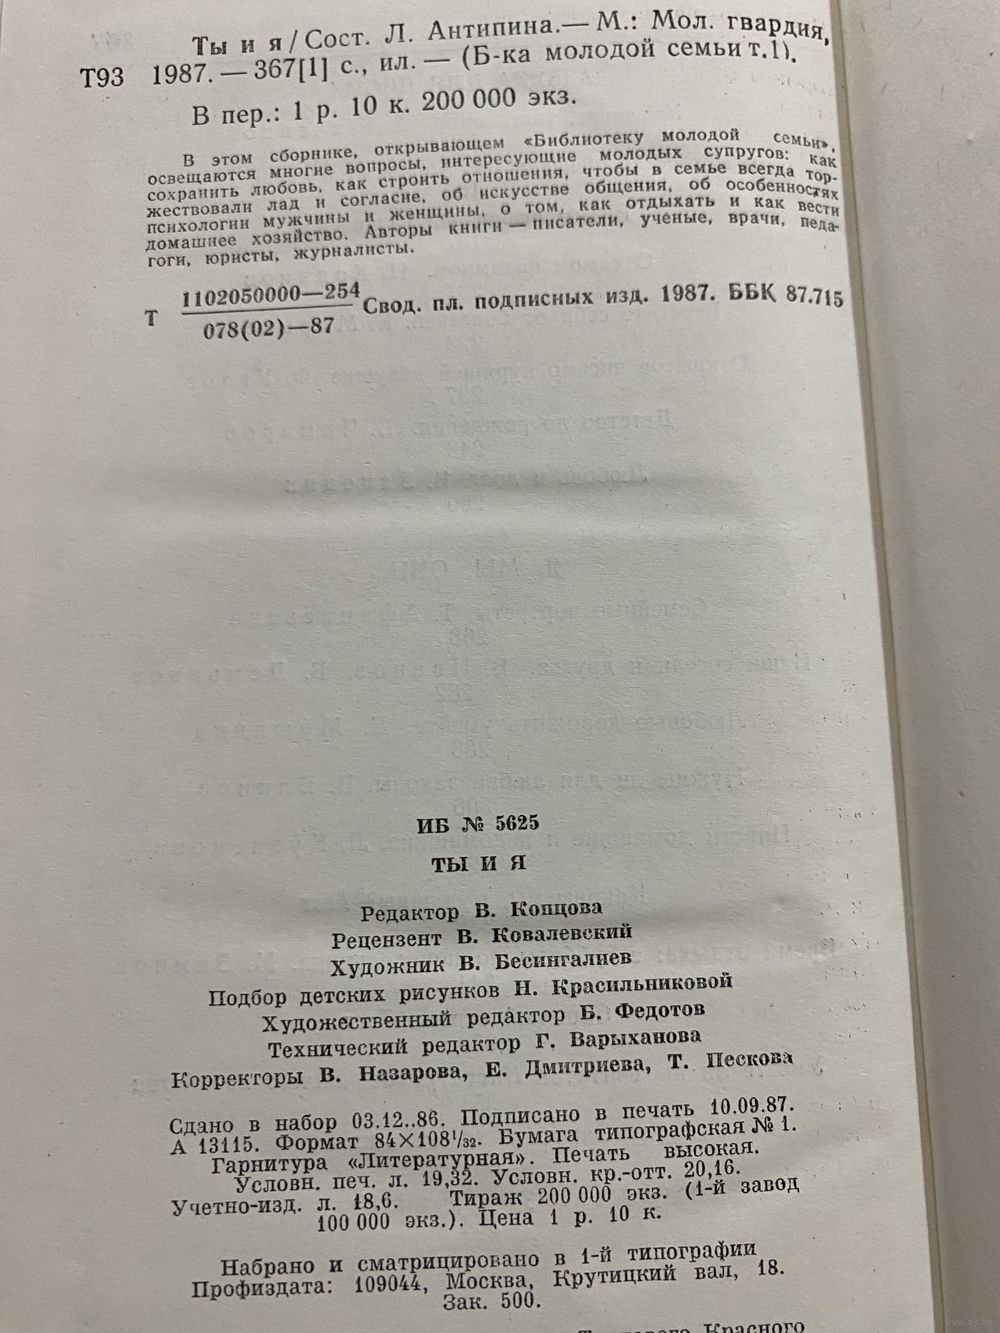 Ты и я/Сост. Л. Антипина.— М.: Мол. гвардия,
Т93 1987. — 367[1] с., ил. — (Б-ка молодой семьи т.1).
В пер.: 1 р. 10 к. 200 000 экз.
В этом сборнике, открывающем «Библиотеку молодой семьи»,
освещаются многие вопросы, интересующие молодых супругов: как
сохранить любовь, как строить отношения, чтобы в семье всегда тор-
жествовали лад и согласие, об искусстве общения, об особенностях
психологии мужчины и женщины, о том, как отдыхать и как вести
домашнее хозяйство. Авторы книги — писатели, ученые, врачи, педа-
гоги, юристы, журналисты.
Т 1102050000—254 Свод. пл. подписных изд. 1987. ББК 87.715
078(02)—87
ИБ № 5625
ТЫ И Я
Редактор В. Копцова
Рецензент В. Ковалевский
Художник В. Бесингалиев
Подбор детских рисунков Н. Красильниковой
Художественный редактор Б. Федотов
Технический редактор Г. Варыханова
Корректоры В. Назарова, Е. Дмитриева, Т. Пескова
Сдано в набор 03.12..86. Подписано в печать 10.09.87.
А 13115. Формат 84×108¹/₃₂. Бумага типографская № 1.
Гарнитура «Литературная». Печать высокая.
Условн. печ. л. 19,32. Условн. кр.-отт. 20,16.
Учетно-изд. л. 18,6. Тираж 200 000 экз. (1-й завод
100 000 экз.). Цена 1 р. 10 к.
Набрано и сматрицировано в 1-й типографии
Профиздата: 109044, Москва, Крутицкий вал, 18.
Зак. 500.
Красного
www.ay.by